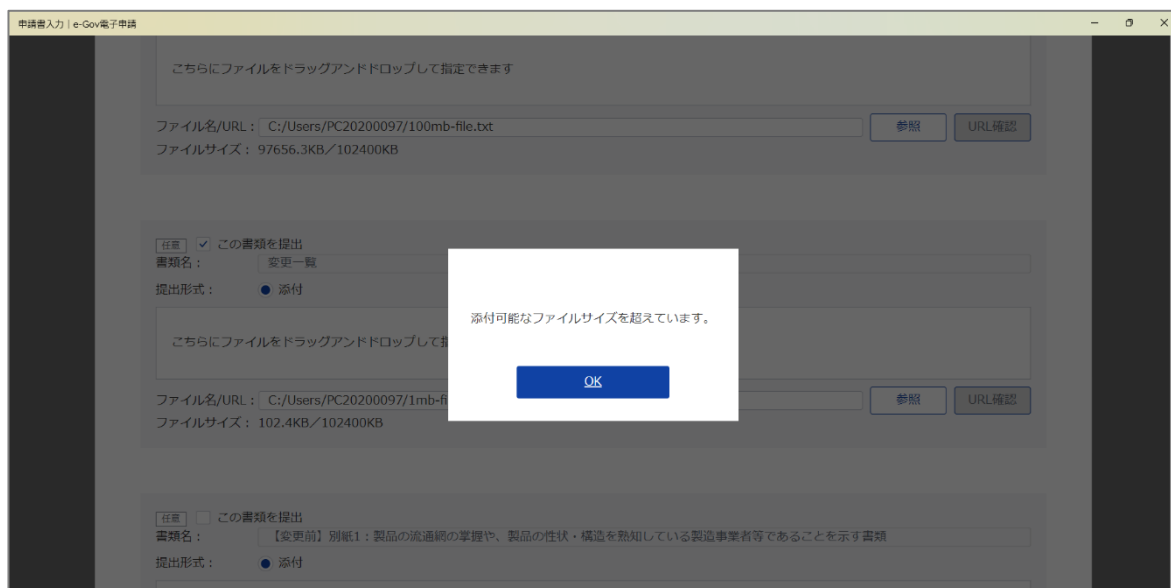 申請書入力｜e-Gov電子申請
こちらにファイルをドラッグアンドドロップして指定できます
ファイル名/URL： C:/Users/PC20200097/100mb-file.txt 参照 URL確認
ファイルサイズ： 97656.3KB／102400KB
任意 この書類を提出
書類名： 変更一覧
提出形式： 添付
添付可能なファイルサイズを超えています。
こちらにファイルをドラッグアンドドロップして
OK
ファイル名/URL： C:/Users/PC20200097/1mb-fi 参照 URL確認
ファイルサイズ： 102.4KB／102400KB
任意 この書類を提出
書類名： 【変更前】別紙1：製品の流通網の掌握や、製品の性状・構造を熟知している製造事業者等であることを示す書類
提出形式： 添付